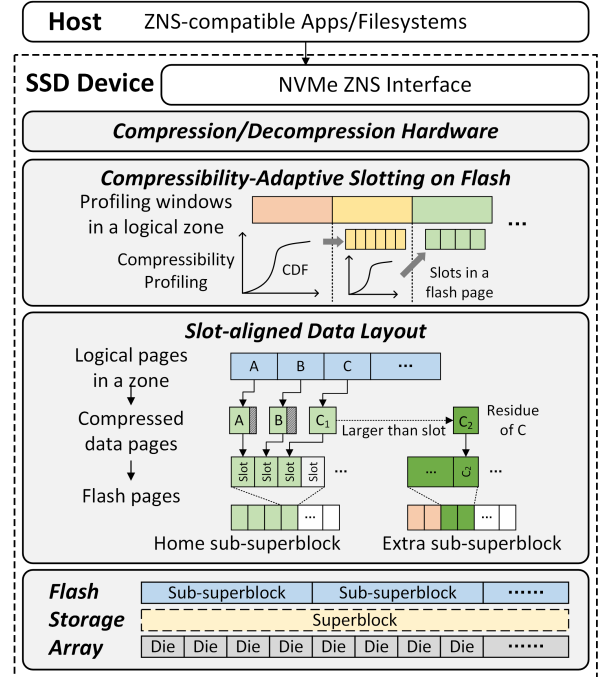 Host ZNS-compatible Apps/Filesystems
SSD Device NVMe ZNS Interface
Compression/Decompression Hardware
Compressibility-Adaptive Slotting on Flash
Profiling windows
in a logical zone
...
Compressibility
Profiling
CDF
Slots in a
flash page
Slot-aligned Data Layout
Logical pages
in a zone
A B C ...
Compressed
data pages
A B C₁ Larger than slot C₂ Residue
of C
Slot Slot Slot Slot ... ... C₂ ...
Flash pages
... ...
Home sub-superblock Extra sub-superblock
Flash
Storage
Array
Sub-superblock Sub-superblock ......
Superblock
Die Die Die Die Die Die Die Die ......